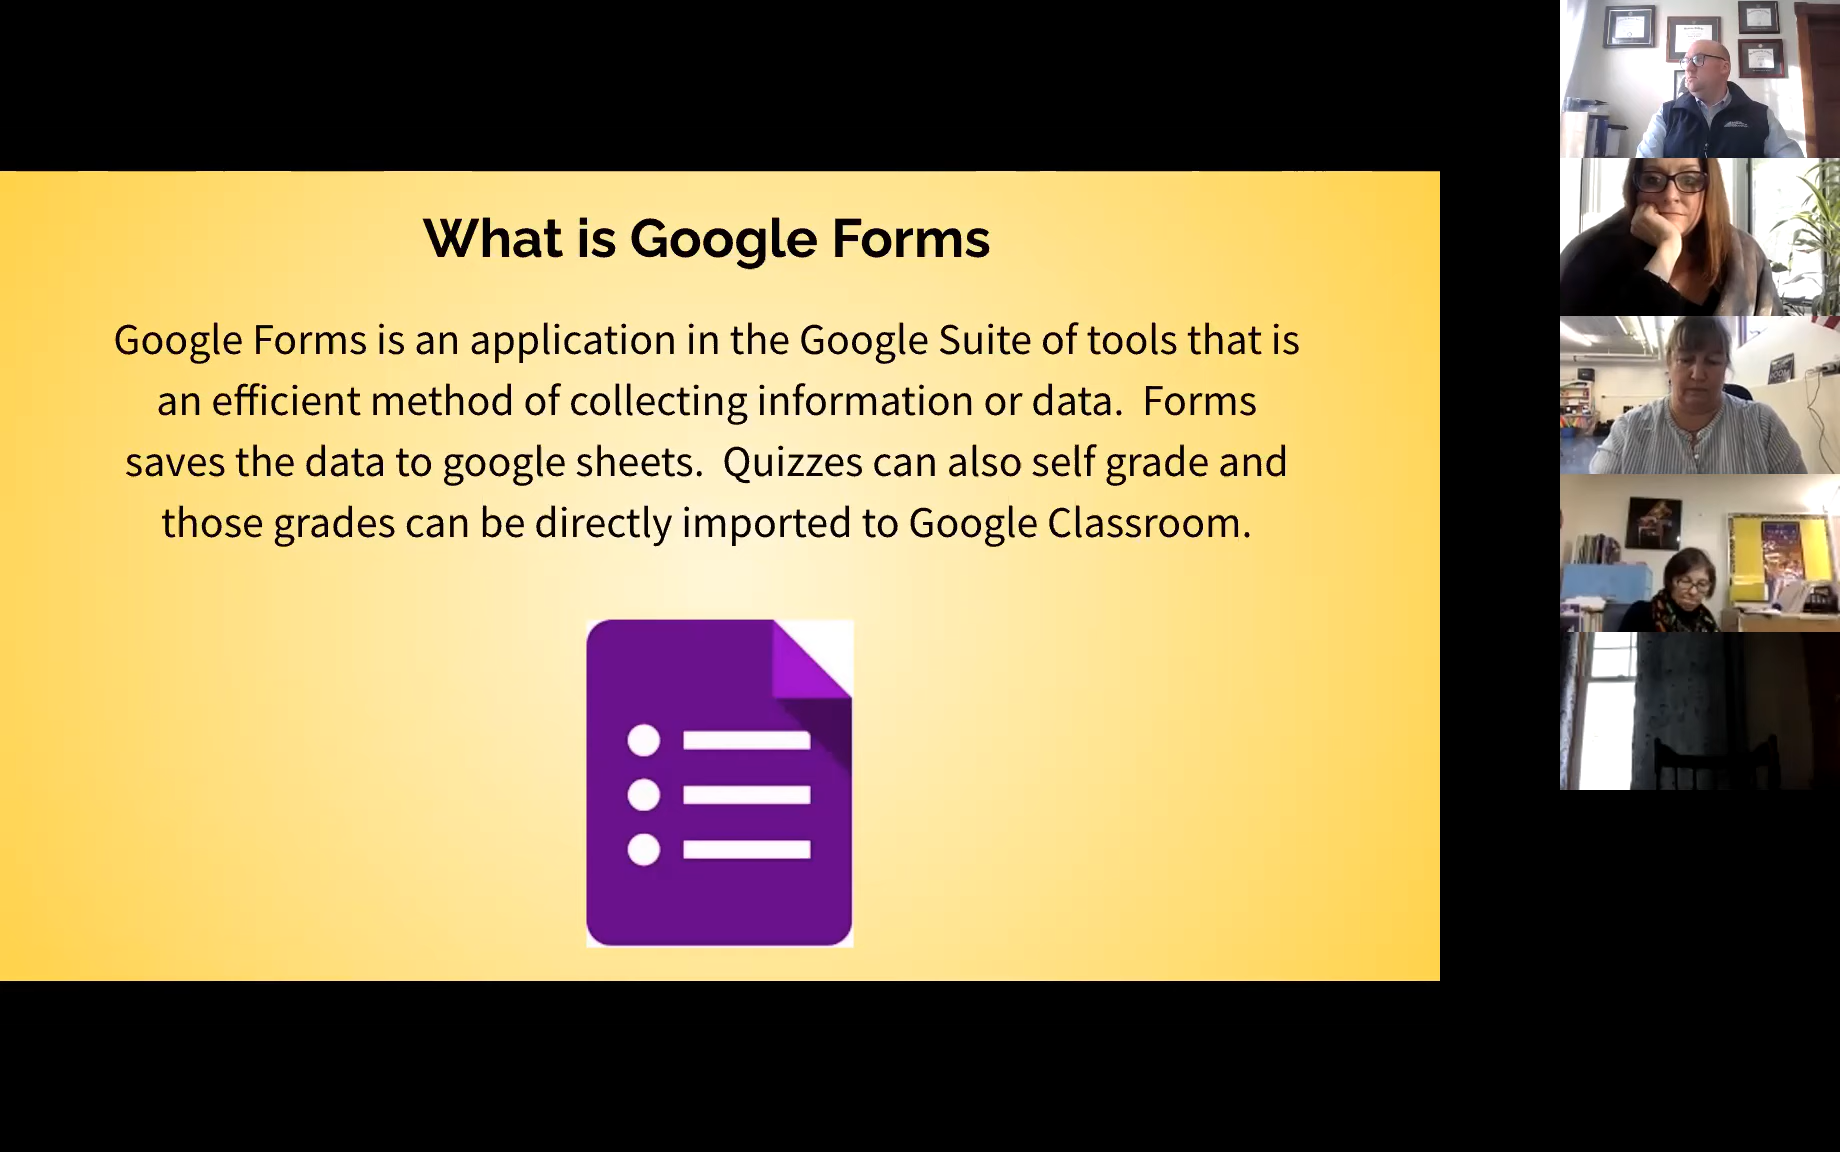 What is Google Forms
Google Forms is an application in the Google Suite of tools that is
an efficient method of collecting information or data.  Forms
saves the data to google sheets.  Quizzes can also self grade and
those grades can be directly imported to Google Classroom.